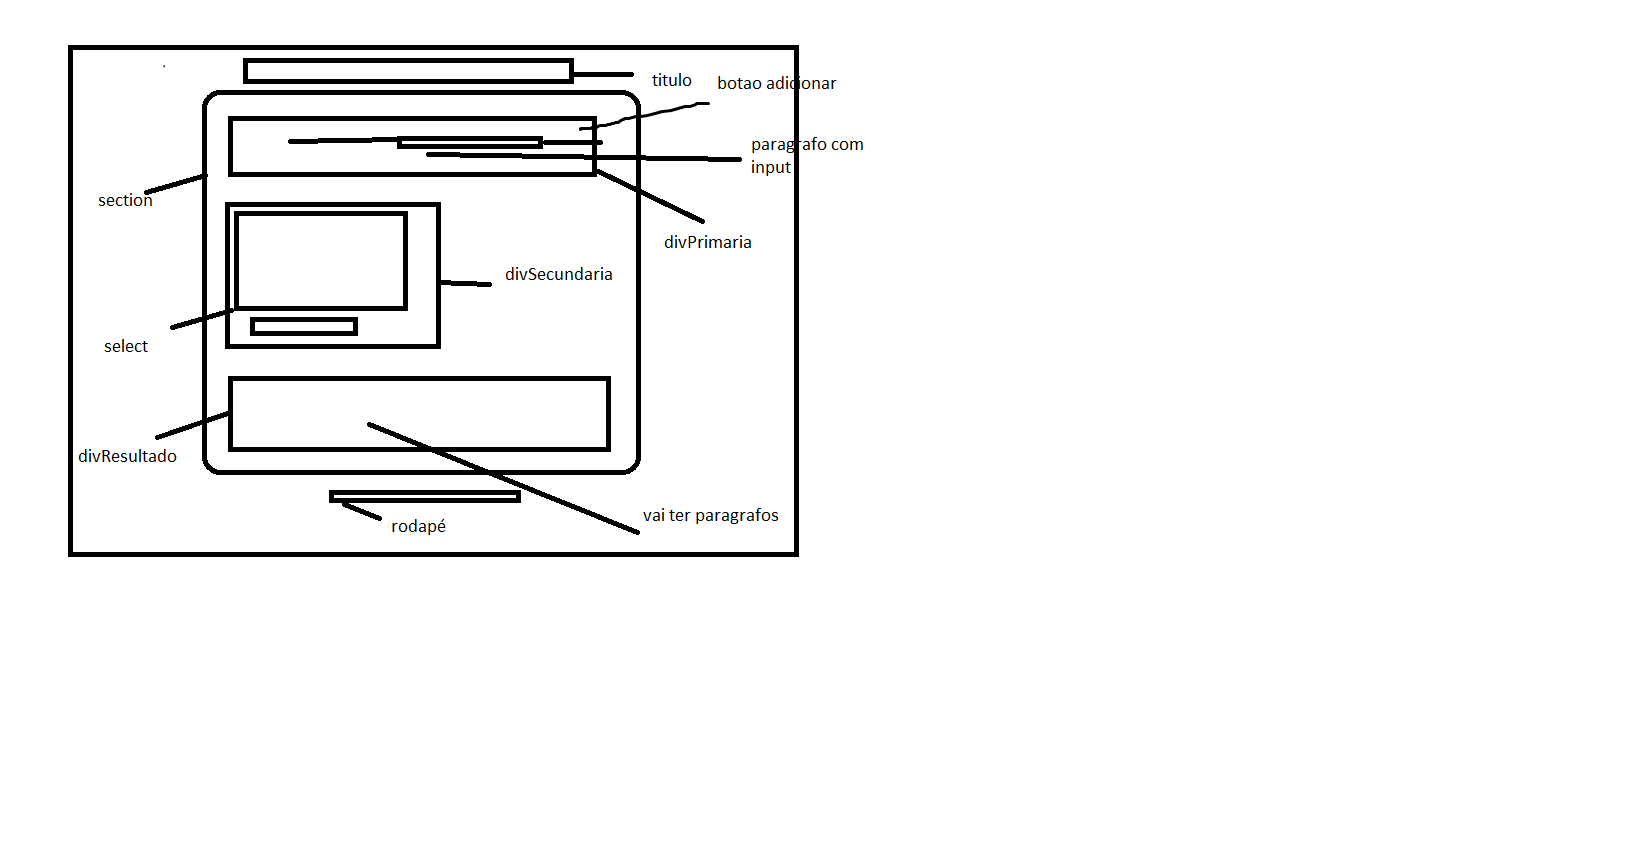 titulo
botao adicionar
paragrafo com
input
section
divPrimaria
divSecundaria
select
divResultado
vai ter paragrafos
rodapé